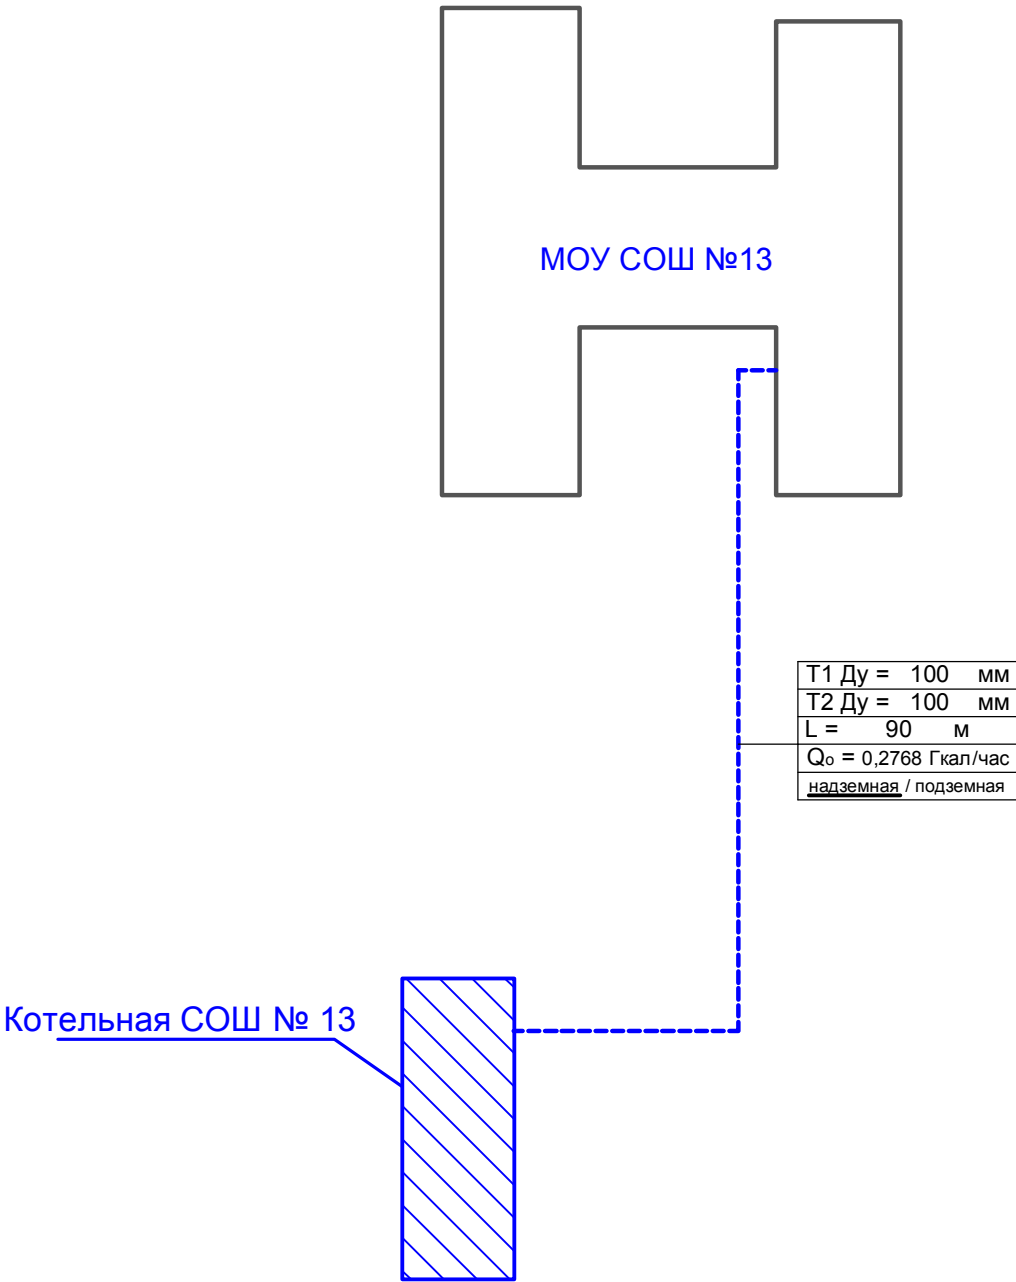 МОУ СОШ №13
Т1 Ду = 100 мм
Т2 Ду = 100 мм
L = 90 м
Qо = 0,2768 Гкал/час
надземная / подземная
Котельная СОШ № 13